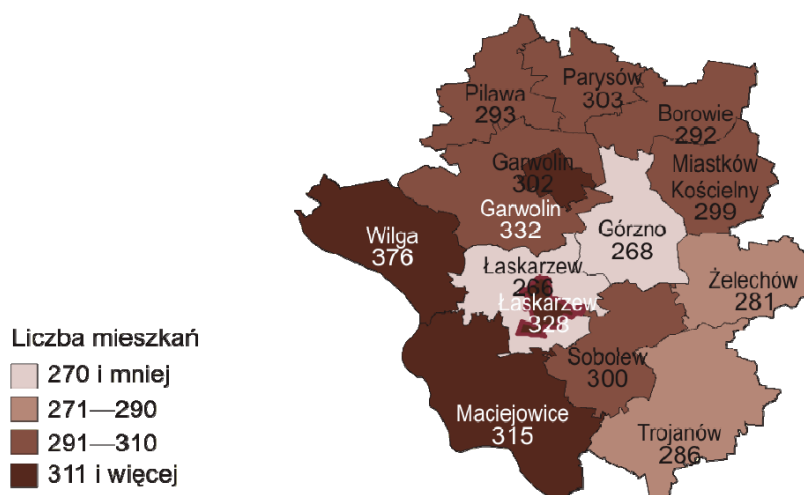 Pilawa
293
Parysów
303
Borowie
292
Garwolin
302
Miastków
Kościelny
299
Garwolin
332
Górzno
268
Wilga
376
Łaskarzew
266
Łaskarzew
328
Żelechów
281
Sobolew
300
Maciejowice
315
Trojanów
286
Liczba mieszkań
270 i mniej
271—290
291—310
311 i więcej